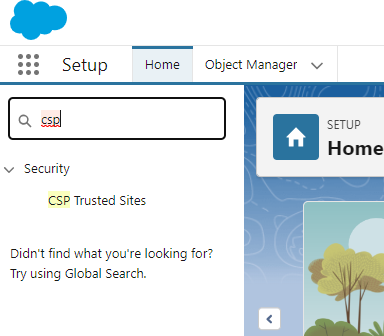 Setup
Home
Object Manager
csp
SETUP
Home
Security
CSP Trusted Sites
Didn't find what you're looking for?
Try using Global Search.